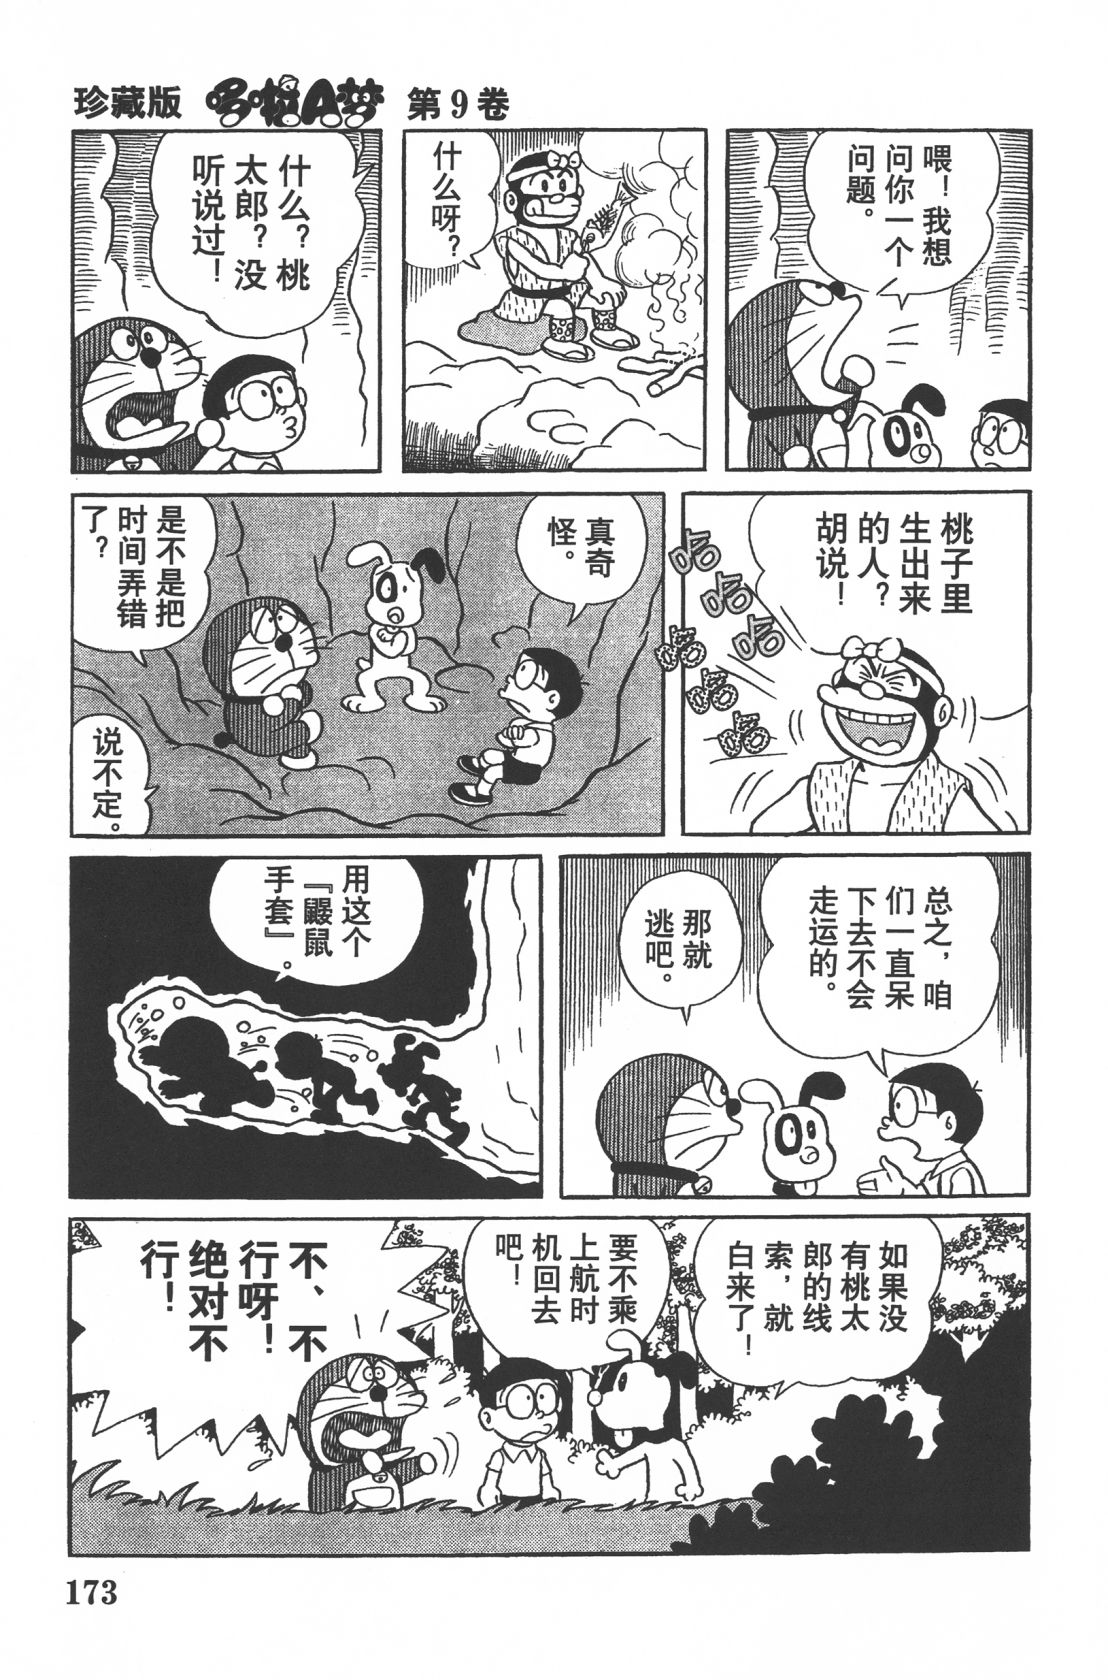 珍藏版 哆啦A梦 第9卷
喂！我想
问你一个
问题。
什么呀？
什么？桃
太郎？没
听说过！
桃子里
生出来
的人？
胡说！
哈哈哈
真奇
怪。
是不是把
时间弄错
了？
说不定。
总之，咱
们一直呆
下去不会
走运的。
那就
逃吧。
用这个
『鼹鼠
手套』。
如果没
有桃太
郎的线
索，就
白来了！
要不乘
上航时
机回去
吧！
不、不
行呀！
绝对不
行！
173